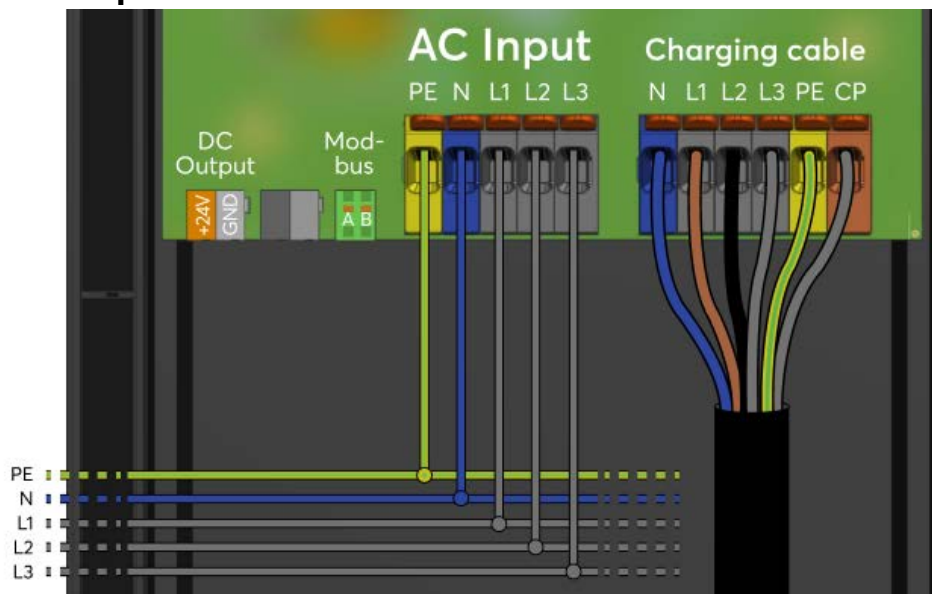 AC Input
Charging cable
PE N L1 L2 L3
N L1 L2 L3 PE CP
DC
Output
Mod-
bus
+24V
GND
A B
PE
N
L1
L2
L3